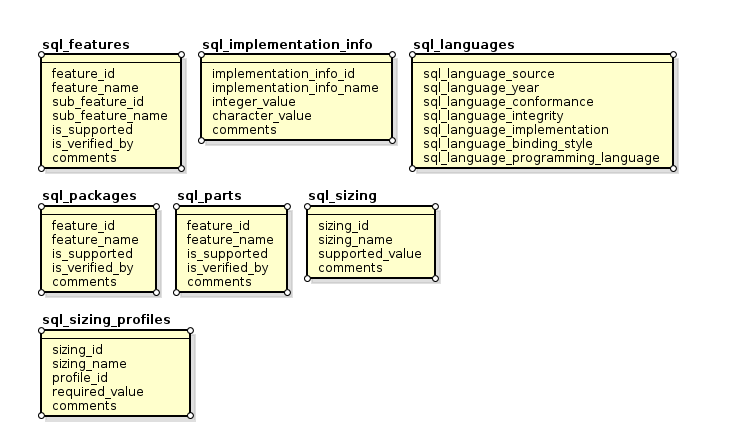 sql_features
feature_id
feature_name
sub_feature_id
sub_feature_name
is_supported
is_verified_by
comments
sql_implementation_info
implementation_info_id
implementation_info_name
integer_value
character_value
comments
sql_languages
sql_language_source
sql_language_year
sql_language_conformance
sql_language_integrity
sql_language_implementation
sql_language_binding_style
sql_language_programming_language
sql_packages
feature_id
feature_name
is_supported
is_verified_by
comments
sql_parts
feature_id
feature_name
is_supported
is_verified_by
comments
sql_sizing
sizing_id
sizing_name
supported_value
comments
sql_sizing_profiles
sizing_id
sizing_name
profile_id
required_value
comments